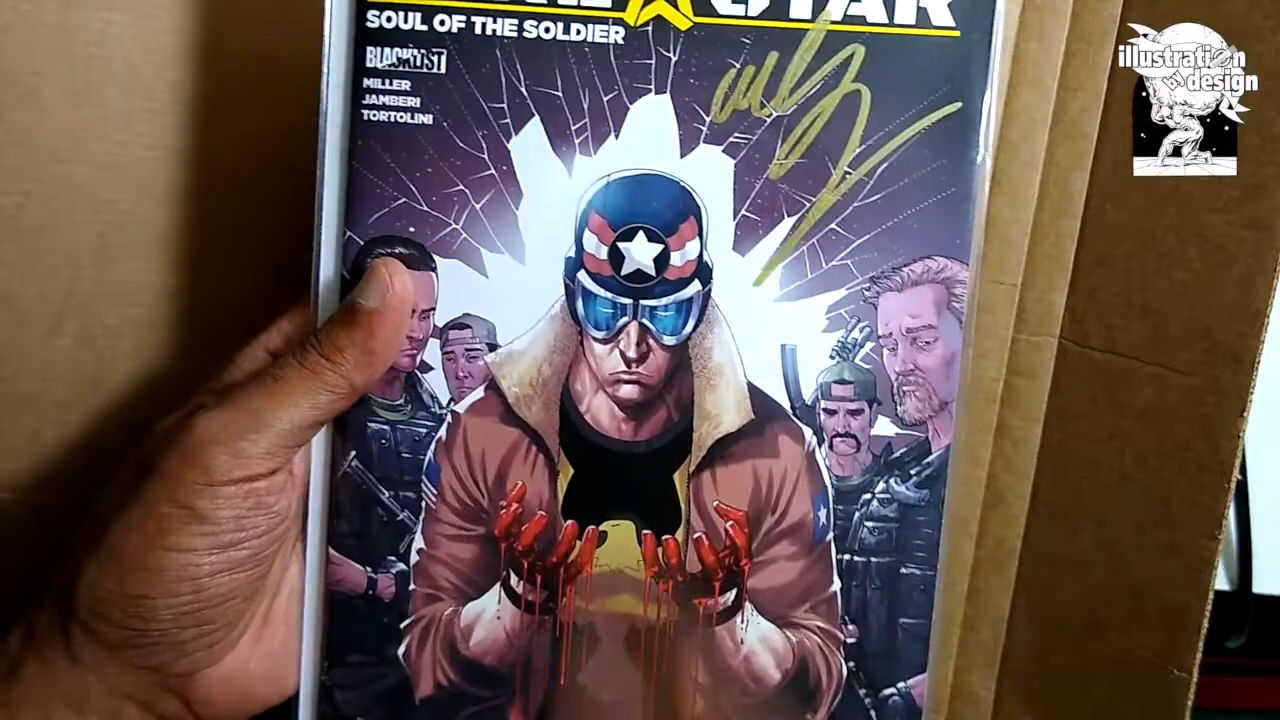 STAR
SOUL OF THE SOLDIER
BLACKLIST
MILLER
JAMBERI
TORTOLINI
illustration
design